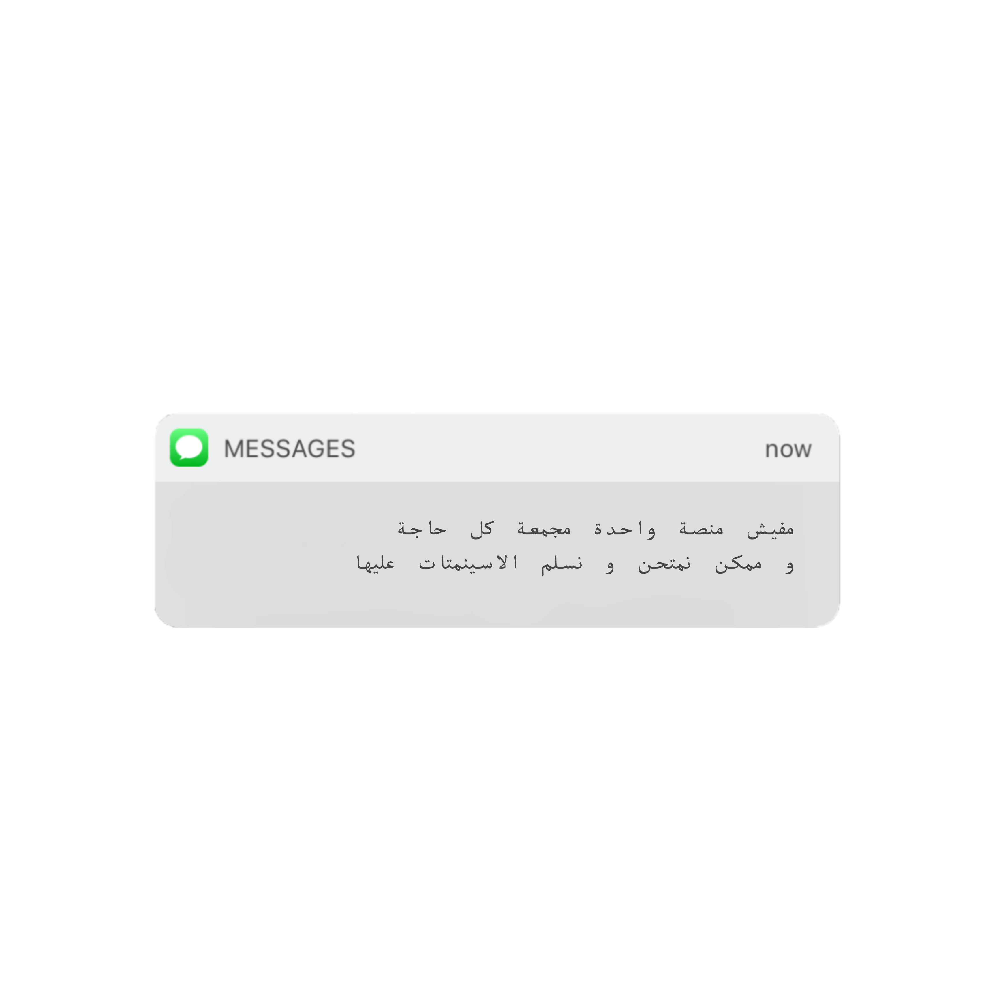 MESSAGES now
مفيش منصة واحدة مجمعة كل حاجة
و ممكن نمتحن و نسلم الاسينمتات عليها